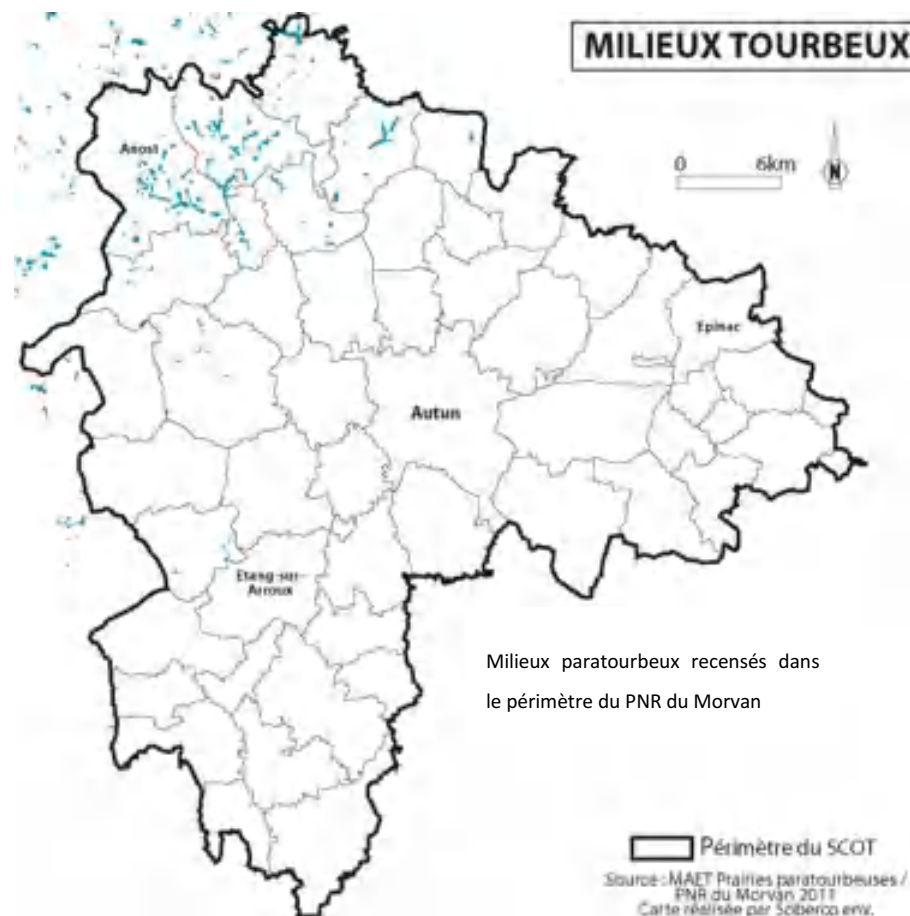 MILIEUX TOURBEUX
Anost
0 6km
N
Epinac
Autun
Etang-sur-
Arroux
Milieux paratourbeux recensés dans
le périmètre du PNR du Morvan
Périmètre du SCOT
Source : MAET Prairies paratourbeuses /
PNR du Morvan 2011
Carte réalisée par Soberco env.